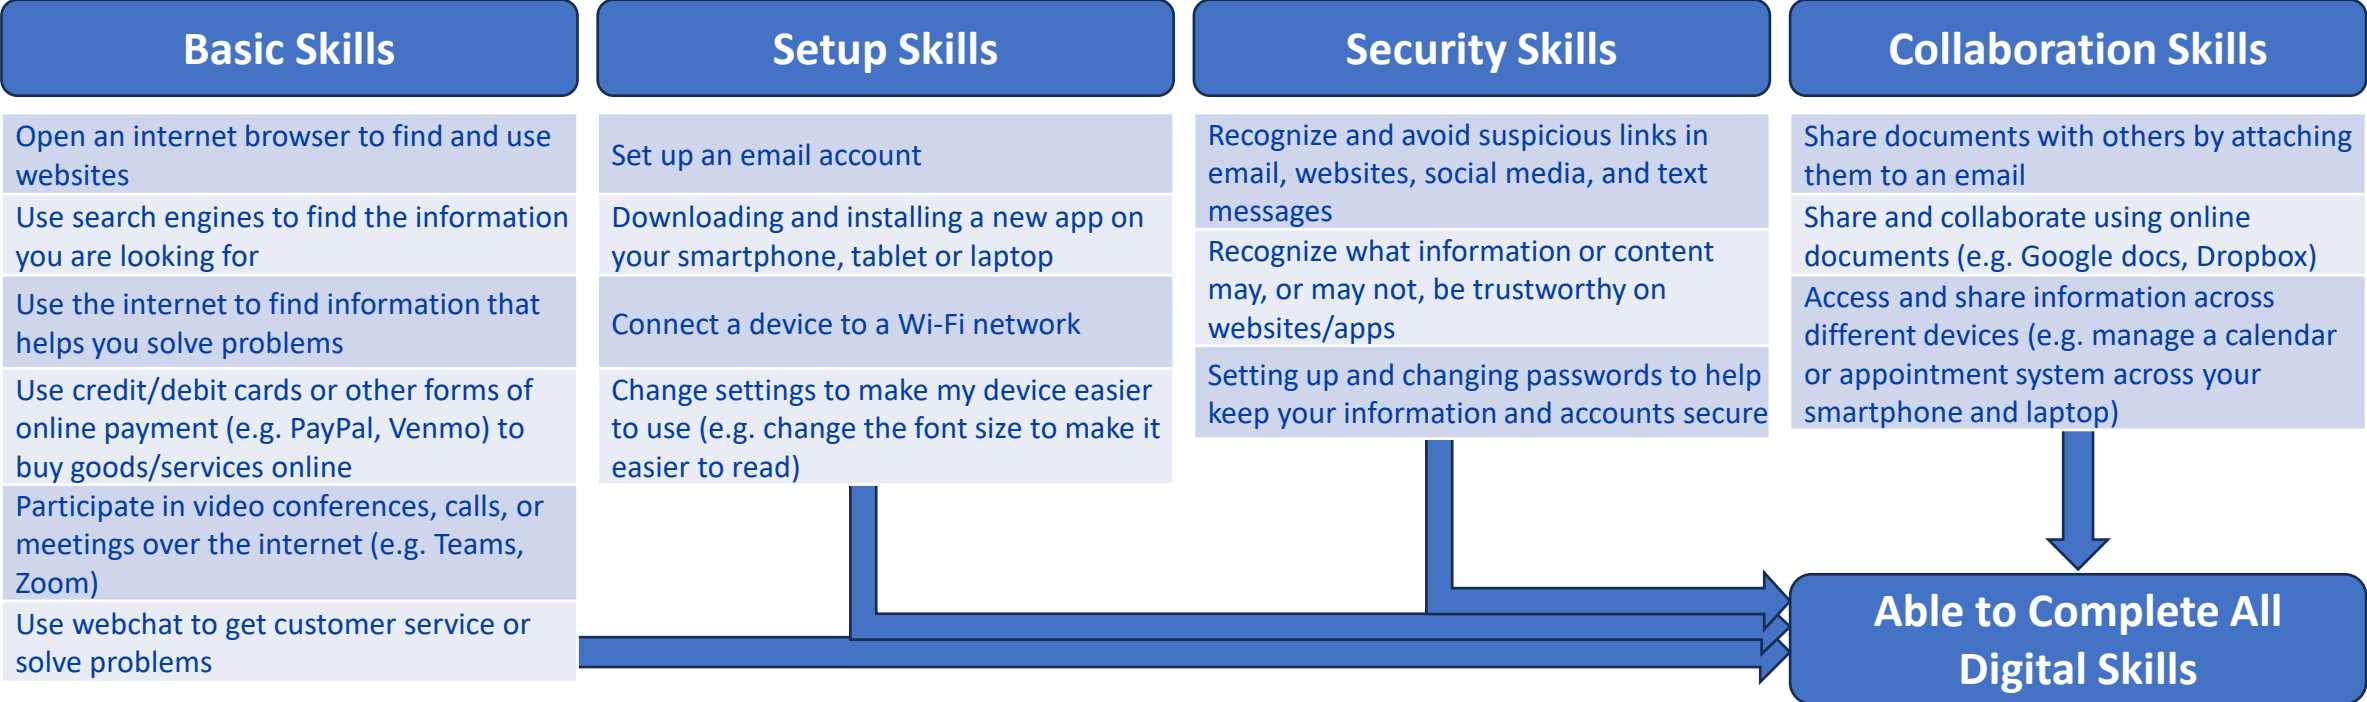 Basic Skills
Open an internet browser to find and use
websites
Use search engines to find the information
you are looking for
Use the internet to find information that
helps you solve problems
Use credit/debit cards or other forms of
online payment (e.g. PayPal, Venmo) to
buy goods/services online
Participate in video conferences, calls, or
meetings over the internet (e.g. Teams,
Zoom)
Use webchat to get customer service or
solve problems
Setup Skills
Set up an email account
Downloading and installing a new app on
your smartphone, tablet or laptop
Connect a device to a Wi-Fi network
Change settings to make my device easier
to use (e.g. change the font size to make it
easier to read)
Security Skills
Recognize and avoid suspicious links in
email, websites, social media, and text
messages
Recognize what information or content
may, or may not, be trustworthy on
websites/apps
Setting up and changing passwords to help
keep your information and accounts secure
Collaboration Skills
Share documents with others by attaching
them to an email
Share and collaborate using online
documents (e.g. Google docs, Dropbox)
Access and share information across
different devices (e.g. manage a calendar
or appointment system across your
smartphone and laptop)
Able to Complete All
Digital Skills